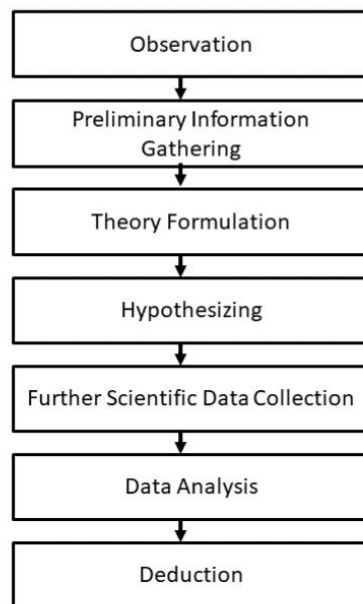 Observation
Preliminary Information
Gathering
Theory Formulation
Hypothesizing
Further Scientific Data Collection
Data Analysis
Deduction